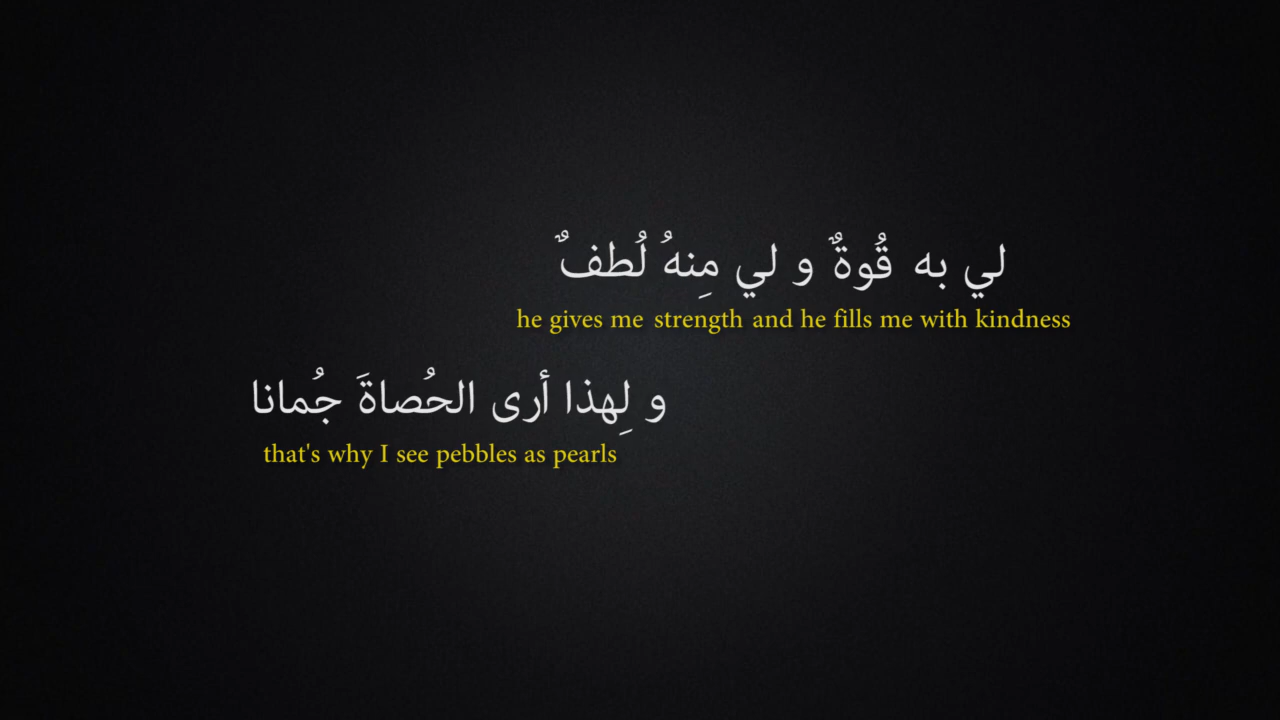 لي به قُوةٌ و لي مِنهُ لُطفٌ
he gives me strength and he fills me with kindness
و لِهذا أرى الحُصاةَ جُمانا
that's why I see pebbles as pearls